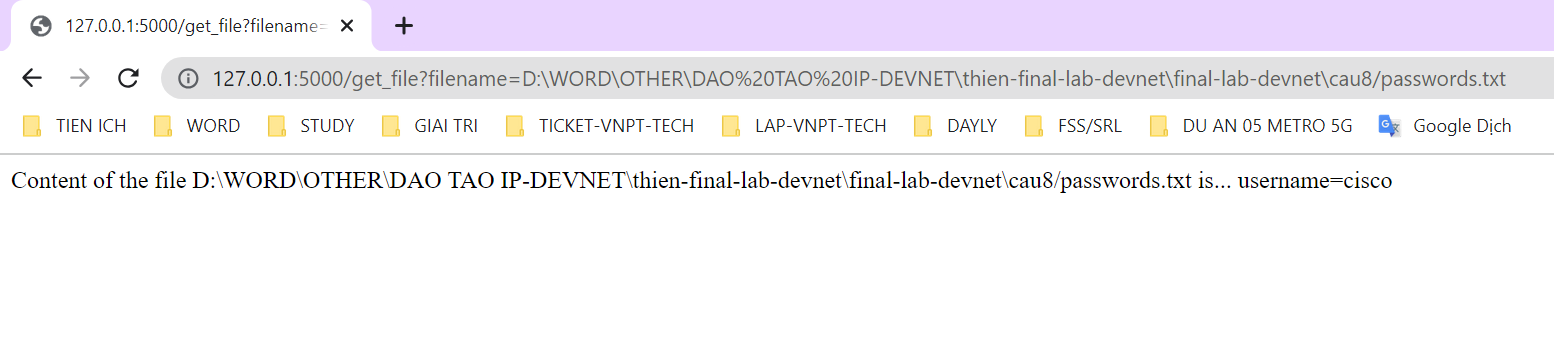 127.0.0.1:5000/get_file?filename=
127.0.0.1:5000/get_file?filename=D:\WORD\OTHER\DAO%20TAO%20IP-DEVNET\thien-final-lab-devnet\final-lab-devnet\cau8/passwords.txt
TIEN ICH WORD STUDY GIAI TRI TICKET-VNPT-TECH LAP-VNPT-TECH DAYLY FSS/SRL DU AN 05 METRO 5G Google Dịch
Content of the file D:\WORD\OTHER\DAO TAO IP-DEVNET\thien-final-lab-devnet\final-lab-devnet\cau8/passwords.txt is... username=cisco